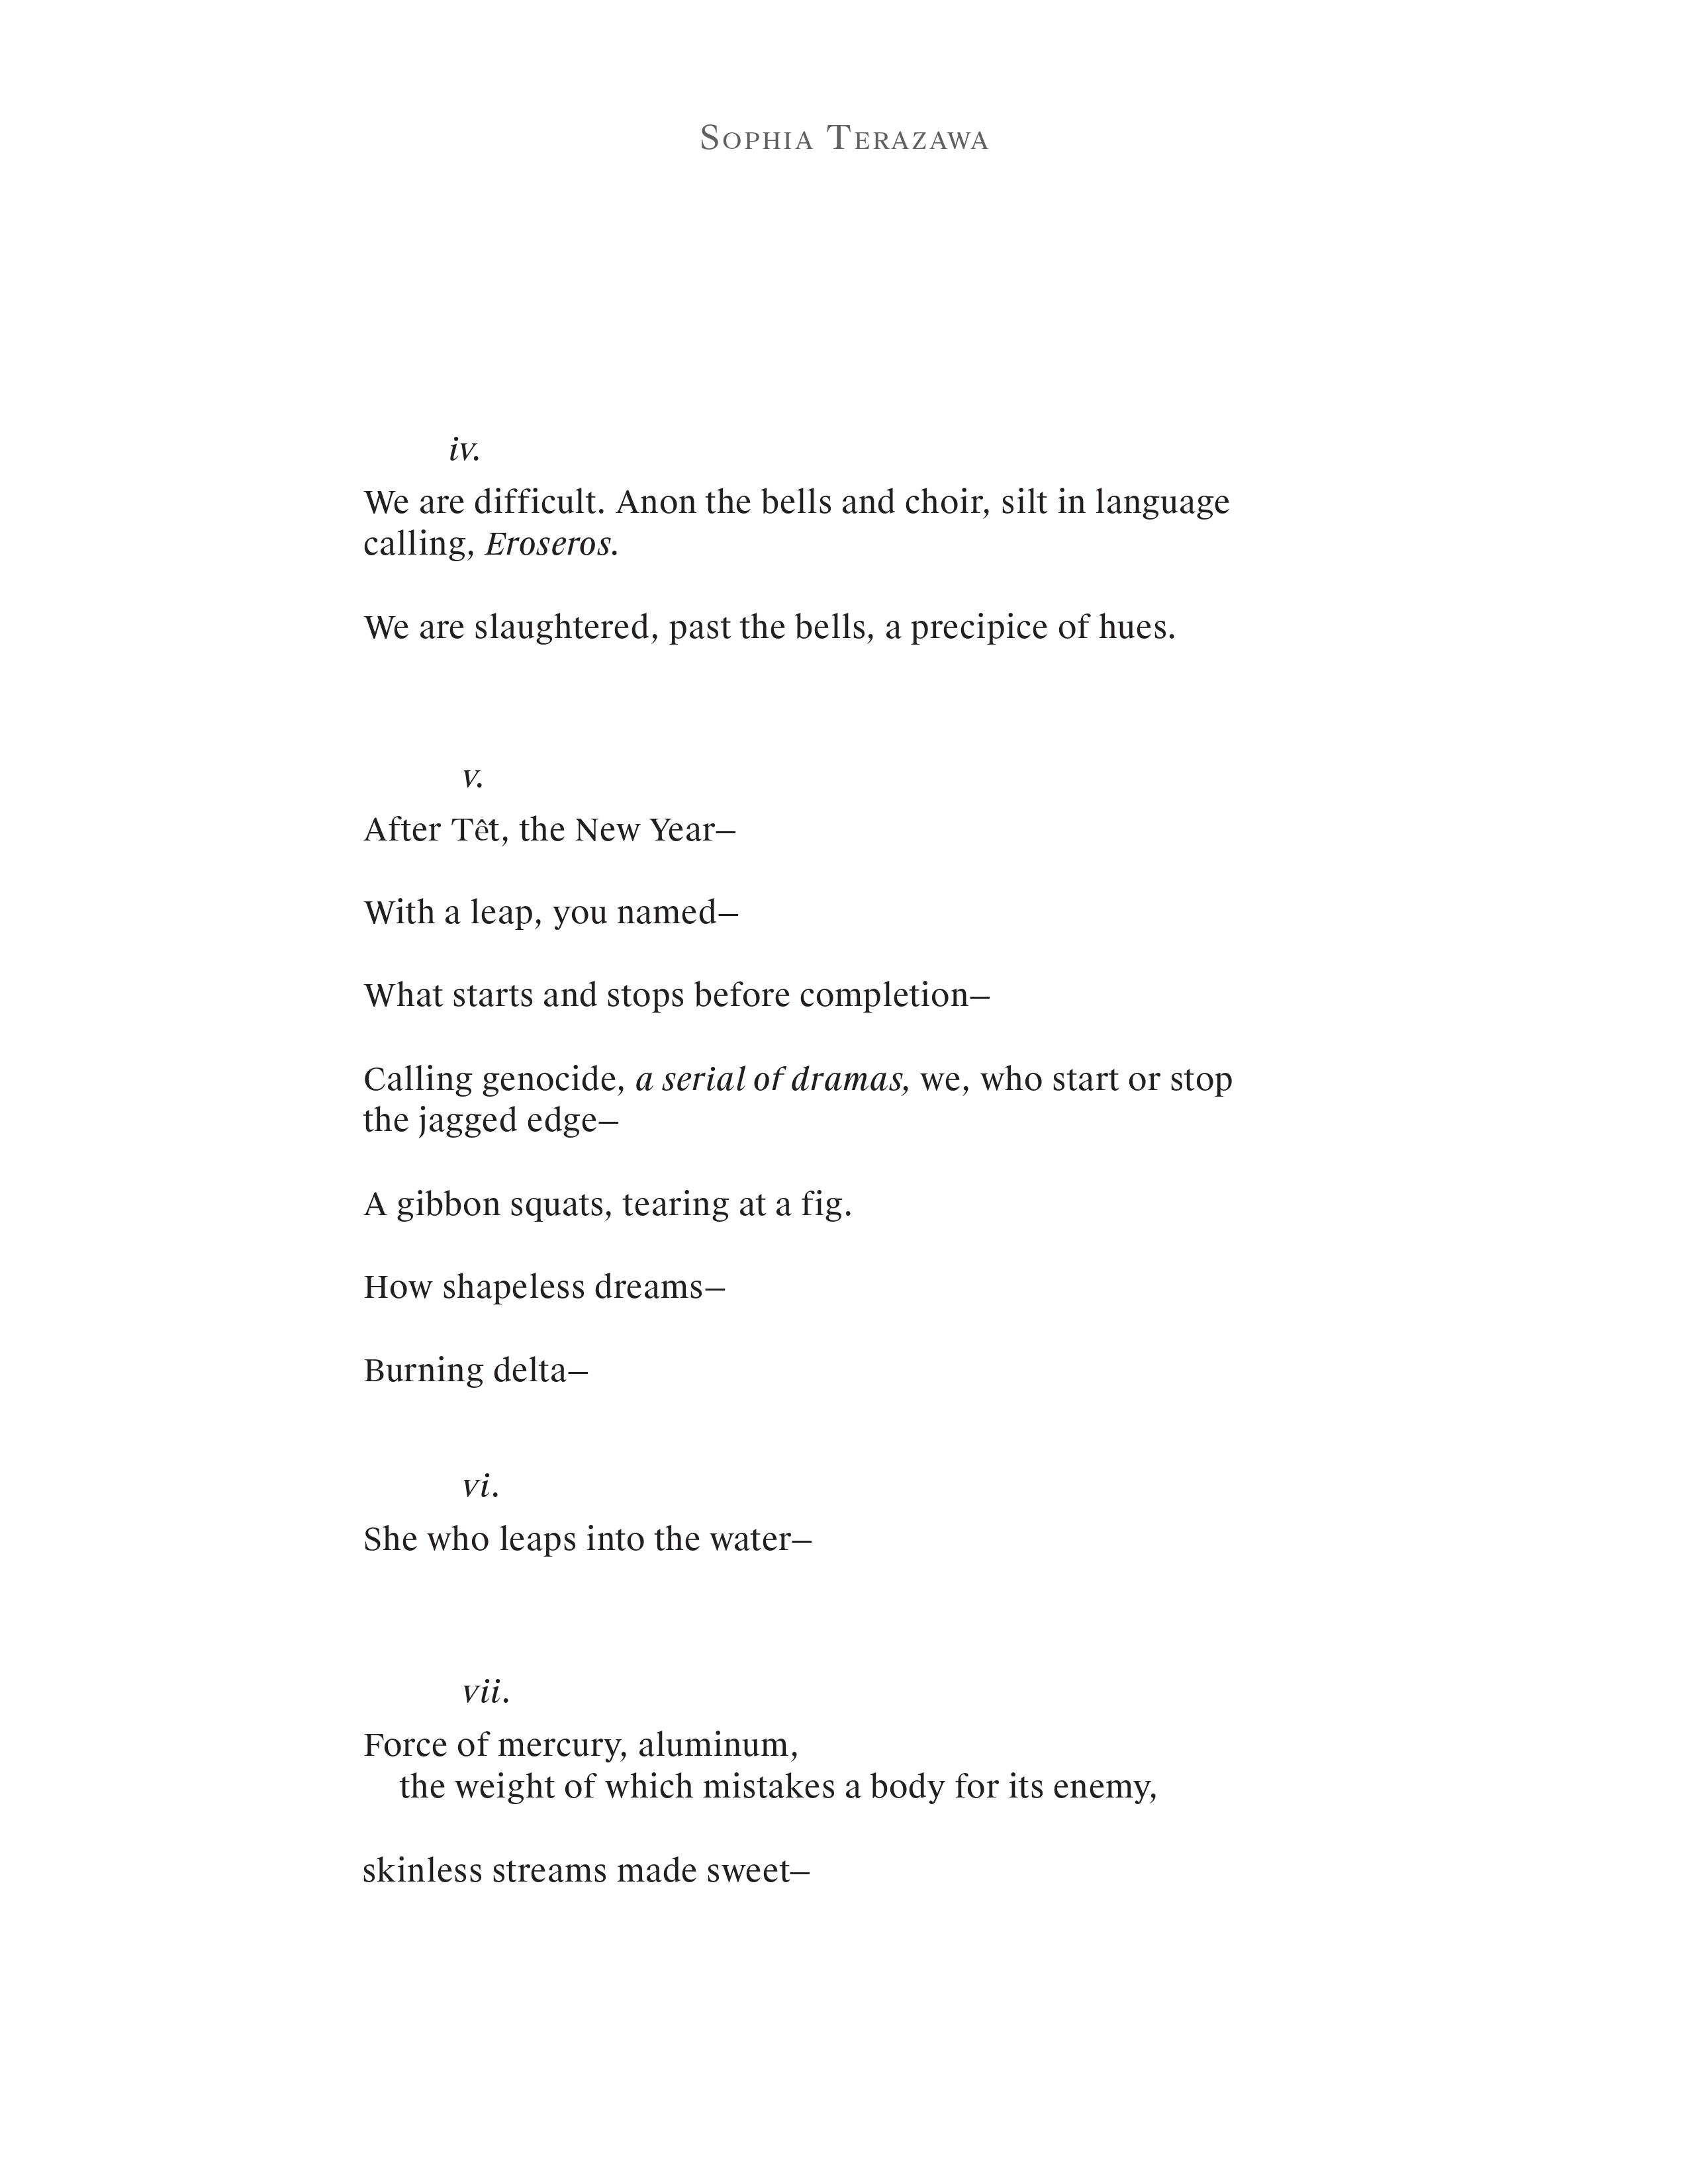 Sophia Terazawa
iv.
We are difficult. Anon the bells and choir, silt in language
calling, Eroseros.
We are slaughtered, past the bells, a precipice of hues.
v.
After Tết, the New Year–
With a leap, you named–
What starts and stops before completion–
Calling genocide, a serial of dramas, we, who start or stop
the jagged edge–
A gibbon squats, tearing at a fig.
How shapeless dreams–
Burning delta–
vi.
She who leaps into the water–
vii.
Force of mercury, aluminum,
the weight of which mistakes a body for its enemy,
skinless streams made sweet–